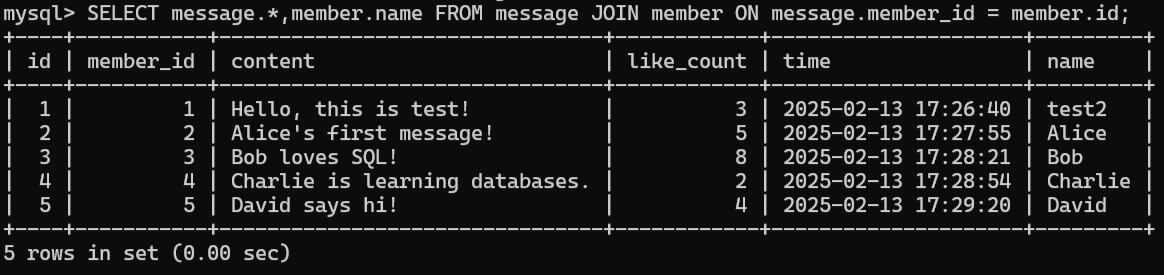 mysql> SELECT message.*,member.name FROM message JOIN member ON message.member_id = member.id;
+----+-----------+-------------------------------+------------+---------------------+---------+
| id | member_id | content                       | like_count | time                | name    |
+----+-----------+-------------------------------+------------+---------------------+---------+
|  1 |         1 | Hello, this is test!          |          3 | 2025-02-13 17:26:40 | test2   |
|  2 |         2 | Alice's first message!        |          5 | 2025-02-13 17:27:55 | Alice   |
|  3 |         3 | Bob loves SQL!                |          8 | 2025-02-13 17:28:21 | Bob     |
|  4 |         4 | Charlie is learning databases. |          2 | 2025-02-13 17:28:54 | Charlie |
|  5 |         5 | David says hi!                |          4 | 2025-02-13 17:29:20 | David   |
+----+-----------+-------------------------------+------------+---------------------+---------+
5 rows in set (0.00 sec)